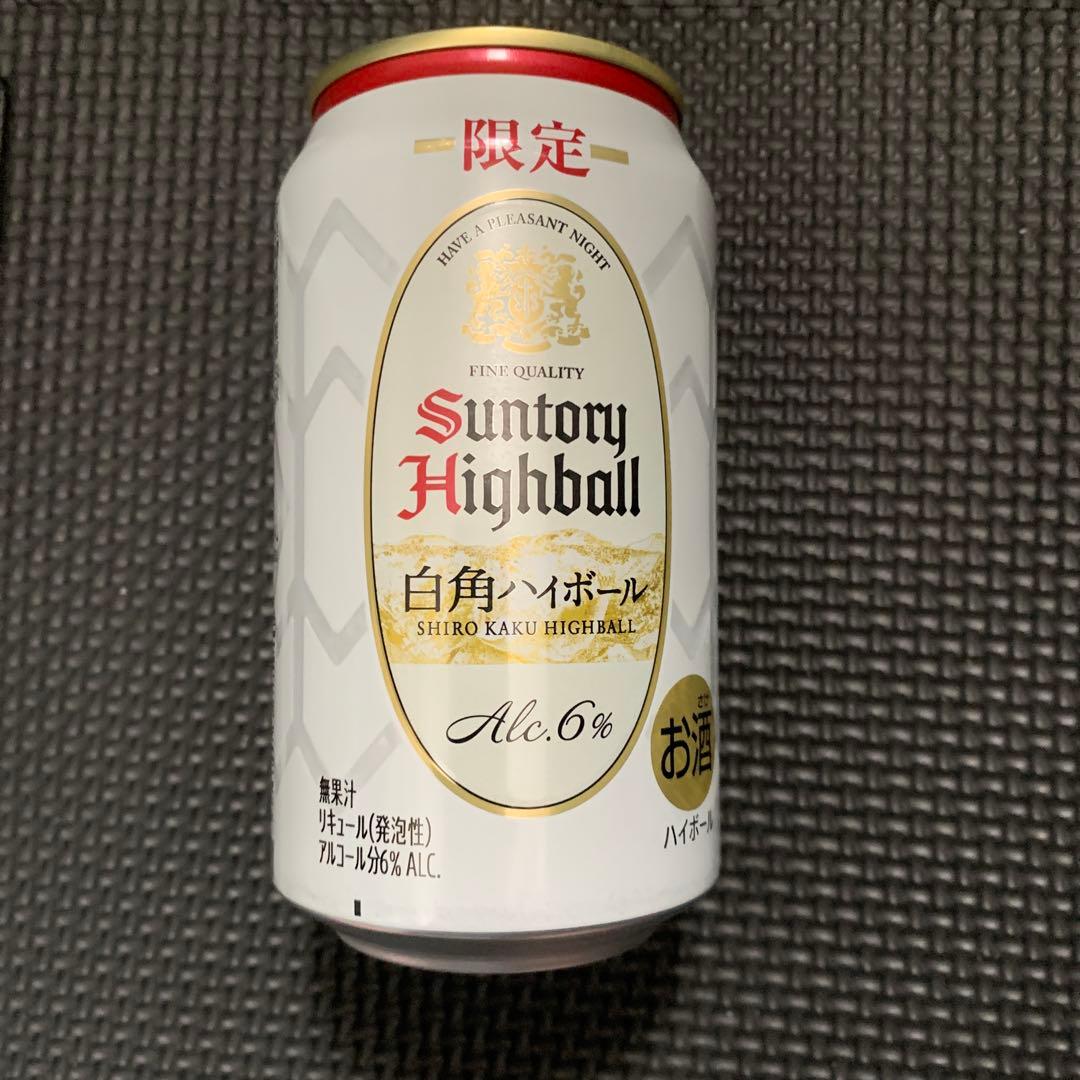 限定
HAVE A PLEASANT NIGHT
FINE QUALITY
Suntory
Highball
白角ハイボール
SHIRO KAKU HIGHBALL
Alc.6%
さけ
お酒
ハイボール
無果汁
リキュール(発泡性)
アルコール分6% ALC.